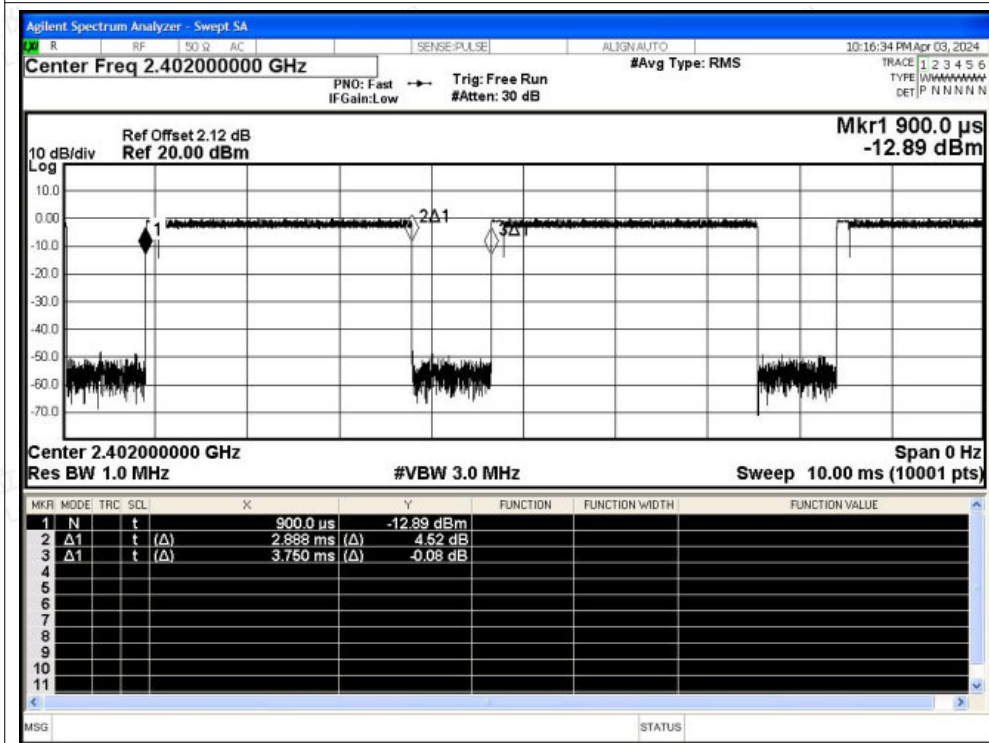 Agilent Spectrum Analyzer - Swept SA
LXI R RF 50 Ω AC SENSE:PULSE ALIGN AUTO 10:16:34 PM Apr 03, 2024
Center Freq 2.402000000 GHz #Avg Type: RMS TRACE 1 2 3 4 5 6
PNO: Fast Trig: Free Run TYPE WWWWWW
IFGain:Low #Atten: 30 dB DET P N N N N N
Mkr1 900.0 µs
Ref Offset 2.12 dB
10 dB/div Ref 20.00 dBm -12.89 dBm
Log
10.0
0.00
-10.0
-20.0
-30.0
-40.0
-50.0
-60.0
-70.0
1
2Δ1
3Δ1
Center 2.402000000 GHz Span 0 Hz
Res BW 1.0 MHz #VBW 3.0 MHz Sweep 10.00 ms (10001 pts)
MKR MODE TRC SCL X Y FUNCTION FUNCTION WIDTH FUNCTION VALUE
1 N t 900.0 µs -12.89 dBm
2 Δ1 t (Δ) 2.888 ms (Δ) 4.52 dB
3 Δ1 t (Δ) 3.750 ms (Δ) -0.08 dB
4
5
6
7
8
9
10
11
MSG STATUS